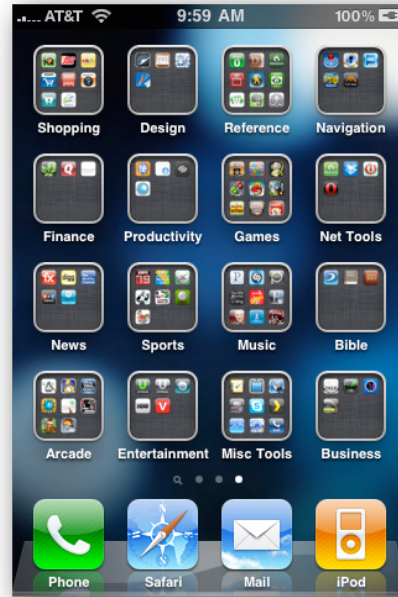 AT&T 9:59 AM 100%
Shopping Design Reference Navigation
Finance Productivity Games Net Tools
News Sports Music Bible
Arcade Entertainment Misc Tools Business
Phone Safari Mail iPod